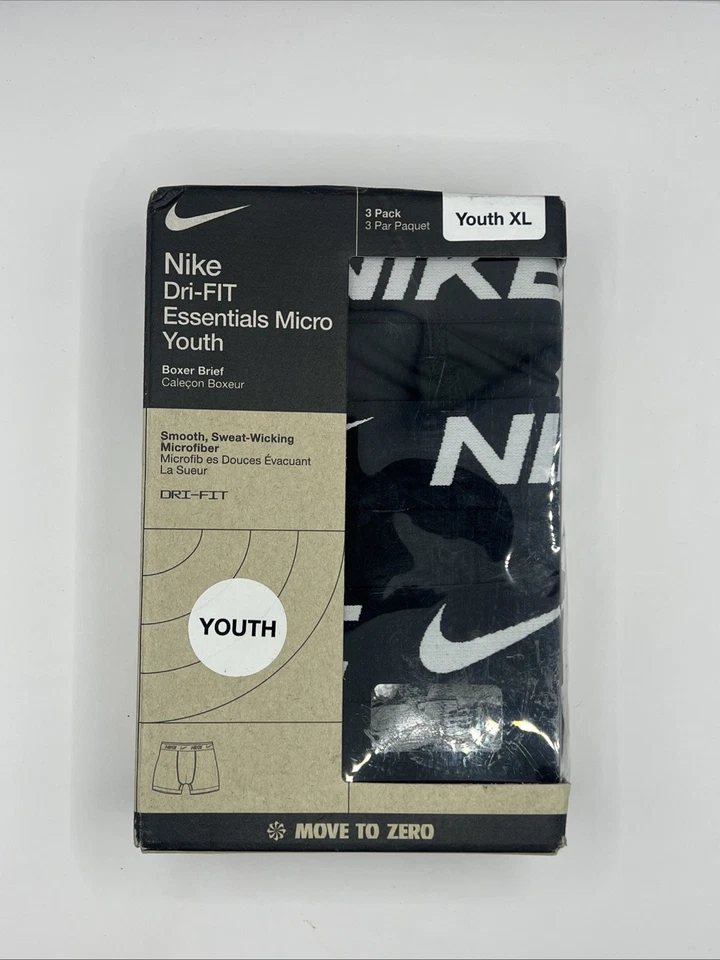 3 Pack
3 Par Paquet
Youth XL
Nike
Dri-FIT
Essentials Micro
Youth
Boxer Brief
Caleçon Boxeur
Smooth, Sweat-Wicking
Microfiber
Microfib es Douces Évacuant
La Sueur
DRI-FIT
YOUTH
NIKE
MOVE TO ZERO